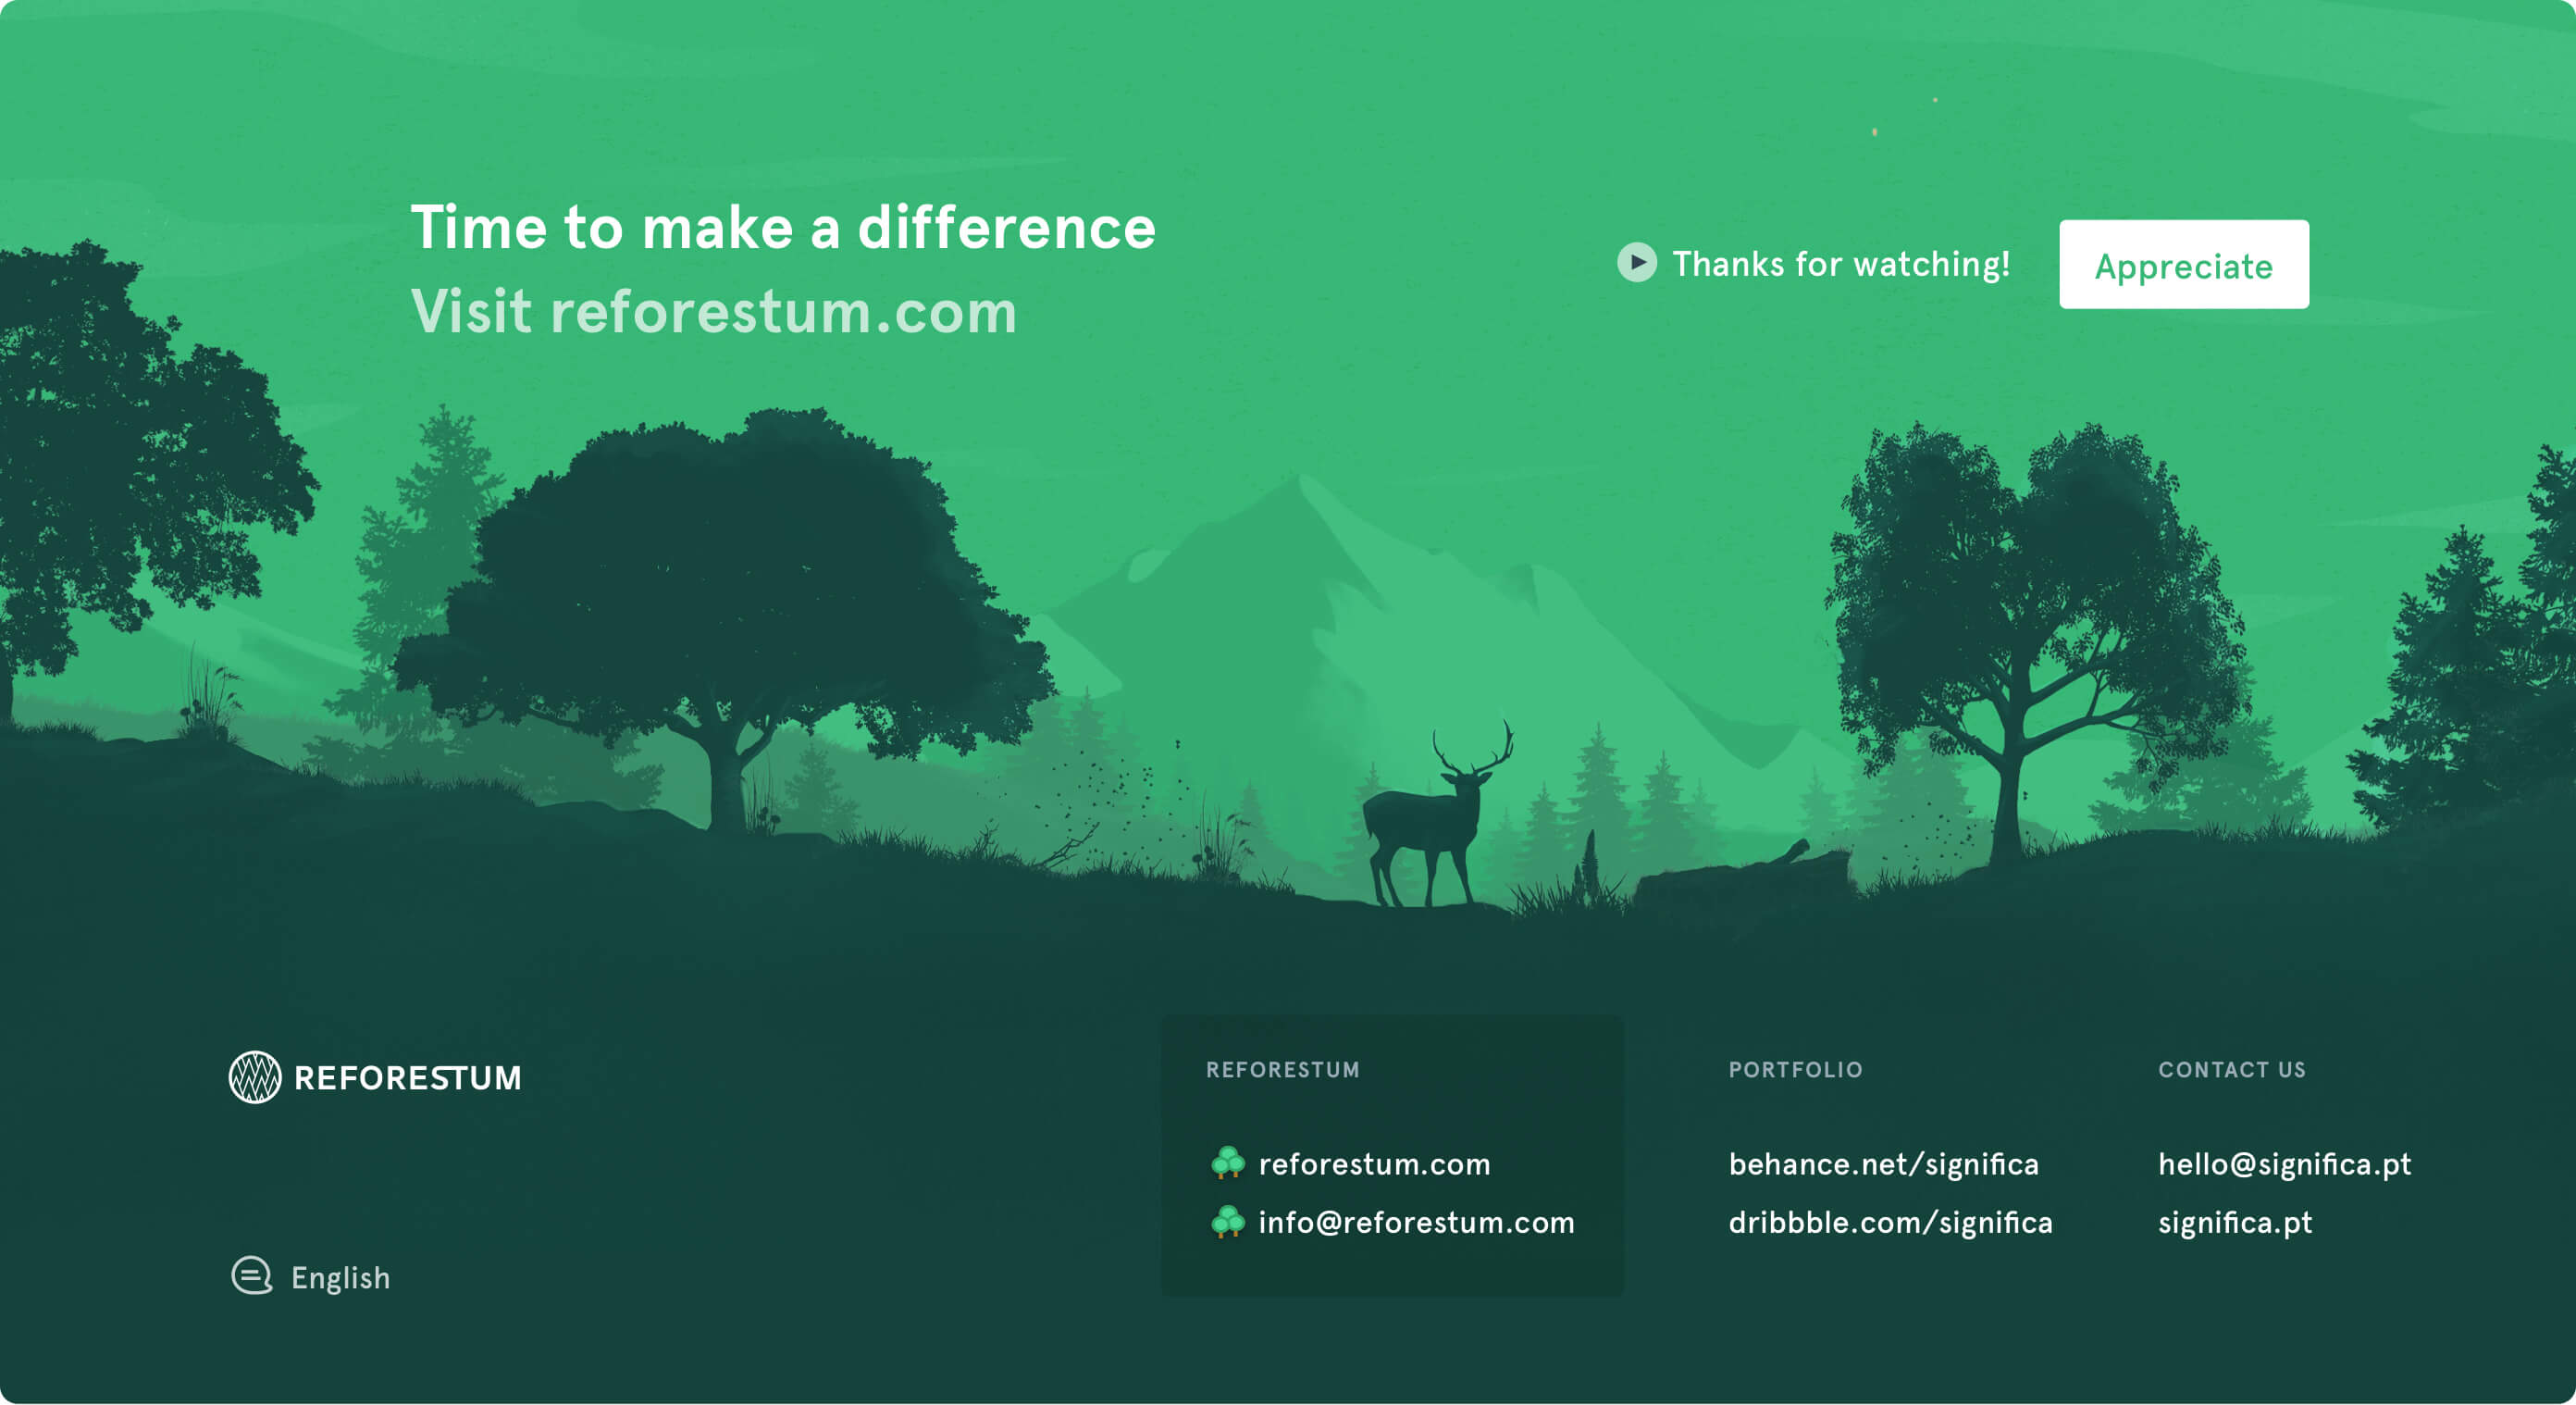 Time to make a difference
Visit reforestum.com
Thanks for watching!
Appreciate
REFORESTUM
English
REFORESTUM
reforestum.com
info@reforestum.com
PORTFOLIO
behance.net/significa
dribbble.com/significa
CONTACT US
hello@significa.pt
significa.pt